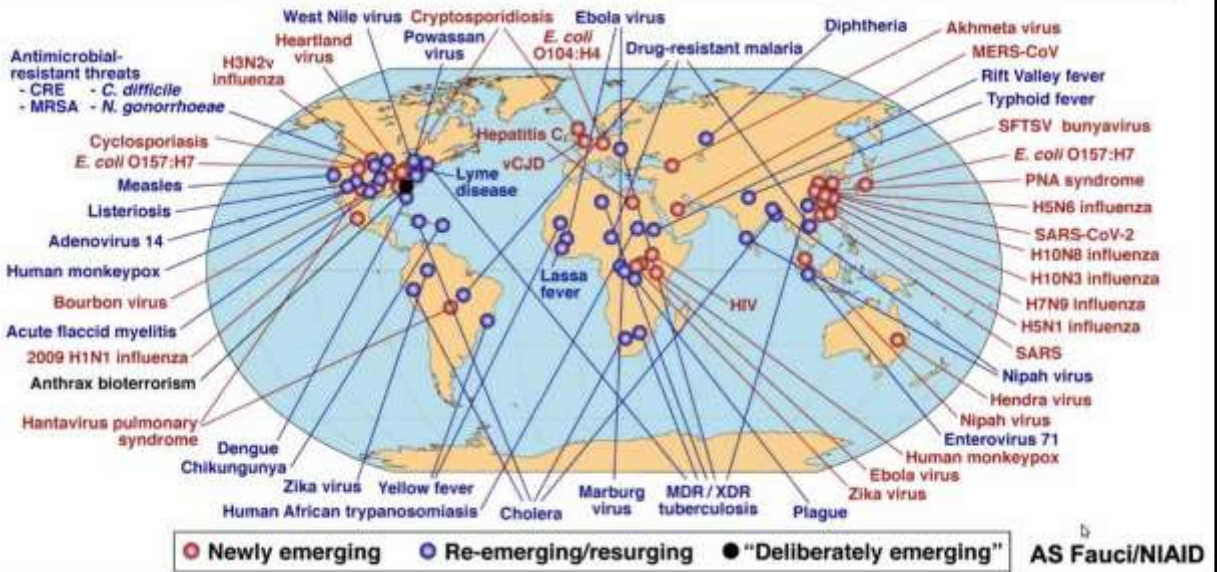 West Nile virus
Cryptosporidiosis
Ebola virus
Diphtheria
Akhmeta virus
Heartland
virus
Powassan
virus
E. coli
O104:H4
Drug-resistant malaria
MERS-CoV
Antimicrobial-
resistant threats
- CRE - C. difficile
- MRSA - N. gonorrhoeae
H3N2v
influenza
Rift Valley fever
Typhoid fever
Cyclosporiasis
E. coli O157:H7
Measles
Listeriosis
Adenovirus 14
Human monkeypox
Bourbon virus
Acute flaccid myelitis
2009 H1N1 influenza
Anthrax bioterrorism
Hantavirus pulmonary
syndrome
Hepatitis C
vCJD
Lyme
disease
Lassa
fever
HIV
SFTSV bunyavirus
E. coli O157:H7
PNA syndrome
H5N6 influenza
SARS-CoV-2
H10N8 influenza
H10N3 influenza
H7N9 influenza
H5N1 influenza
SARS
Nipah virus
Hendra virus
Nipah virus
Enterovirus 71
Human monkeypox
Ebola virus
Zika virus
Dengue
Chikungunya
Zika virus
Yellow fever
Human African trypanosomiasis
Cholera
Marburg
virus
MDR / XDR
tuberculosis
Plague
Newly emerging
Re-emerging/resurging
"Deliberately emerging"
AS Fauci/NIAID